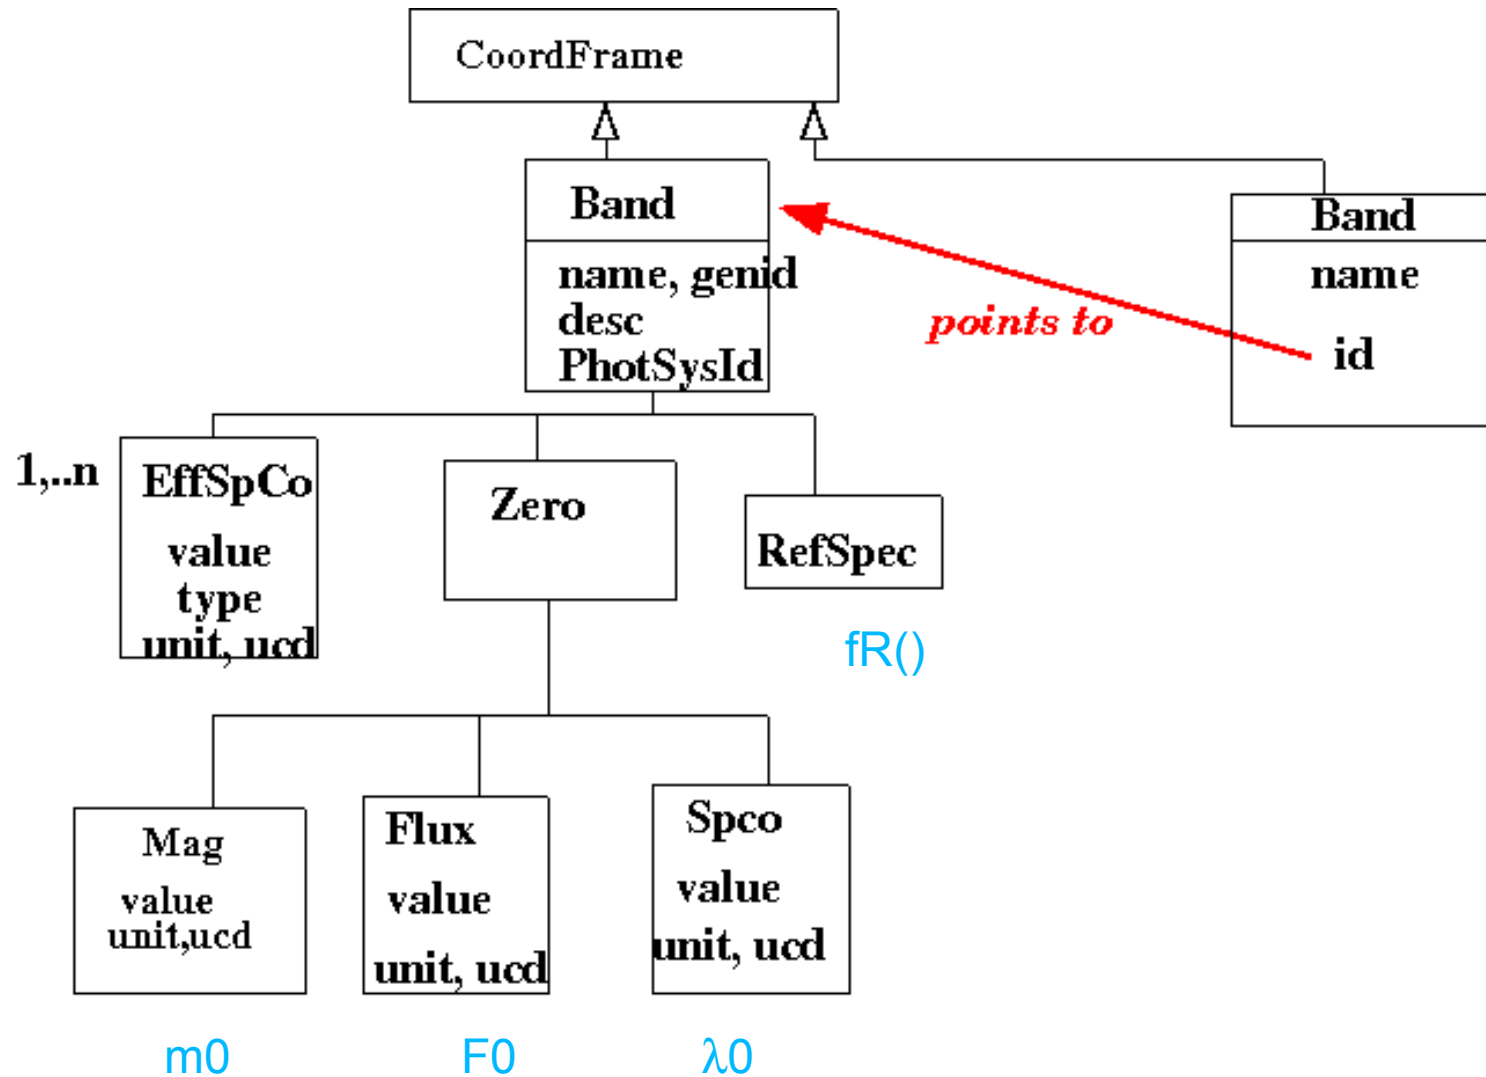 CoordFrame
Band
name, genid
desc
PhotSysId
Band
name
id
points to
1,..n
EffSpCo
value
type
unit, ucd
Zero
RefSpec
fR()
Mag
value
unit,ucd
Flux
value
unit, ucd
Spco
value
unit, ucd
m0
F0
λ0